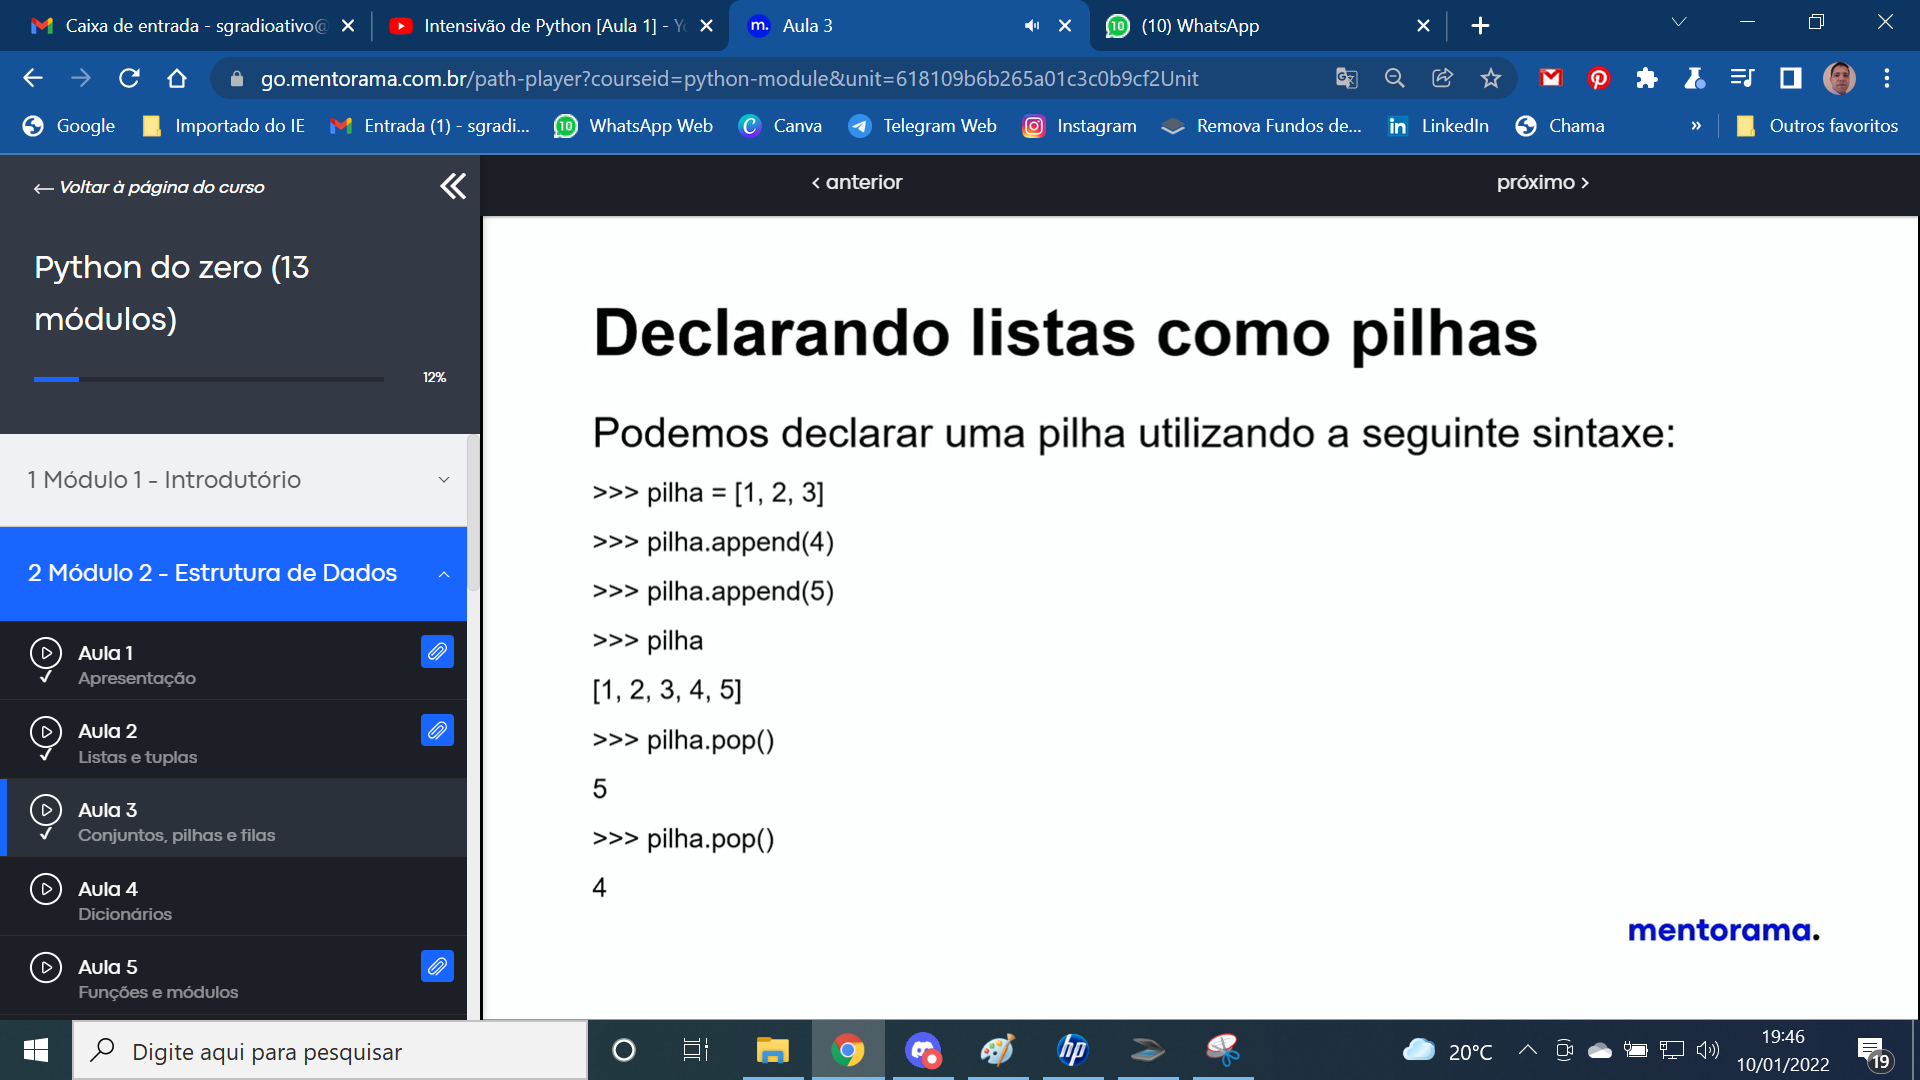 Caixa de entrada - sgradioativo@
Intensivão de Python [Aula 1] - Yo
m. Aula 3
10 (10) WhatsApp
go.mentorama.com.br/path-player?courseid=python-module&unit=618109b6b265a01c3c0b9cf2Unit
Google
Importado do IE
Entrada (1) - sgradi...
10 WhatsApp Web
Canva
Telegram Web
Instagram
Remova Fundos de...
in LinkedIn
Chama
»
Outros favoritos
← Voltar à página do curso
‹ anterior
próximo ›
Python do zero (13
módulos)
12%
1 Módulo 1 - Introdutório
2 Módulo 2 - Estrutura de Dados
Aula 1
Apresentação
Aula 2
Listas e tuplas
Aula 3
Conjuntos, pilhas e filas
Aula 4
Dicionários
Aula 5
Funções e módulos
Declarando listas como pilhas
Podemos declarar uma pilha utilizando a seguinte sintaxe:
>>> pilha = [1, 2, 3]
>>> pilha.append(4)
>>> pilha.append(5)
>>> pilha
[1, 2, 3, 4, 5]
>>> pilha.pop()
5
>>> pilha.pop()
4
mentorama.
Digite aqui para pesquisar
hp
20°C
19:46
10/01/2022
19